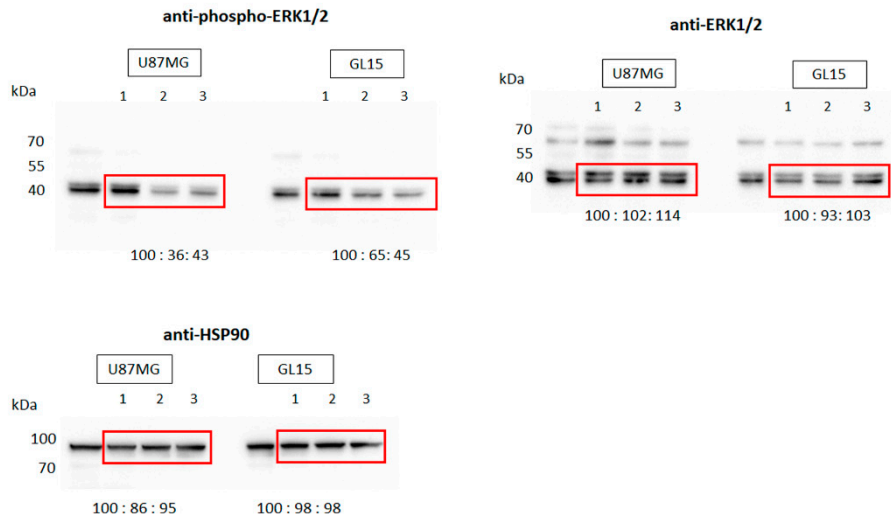 anti-phospho-ERK1/2
U87MG GL15
kDa 1 2 3 1 2 3
70
55
40
100 : 36: 43 100 : 65: 45
anti-ERK1/2
U87MG GL15
kDa 1 2 3 1 2 3
70
55
40
100 : 102: 114 100 : 93: 103
anti-HSP90
U87MG GL15
kDa 1 2 3 1 2 3
100
70
100 : 86 : 95 100 : 98 : 98